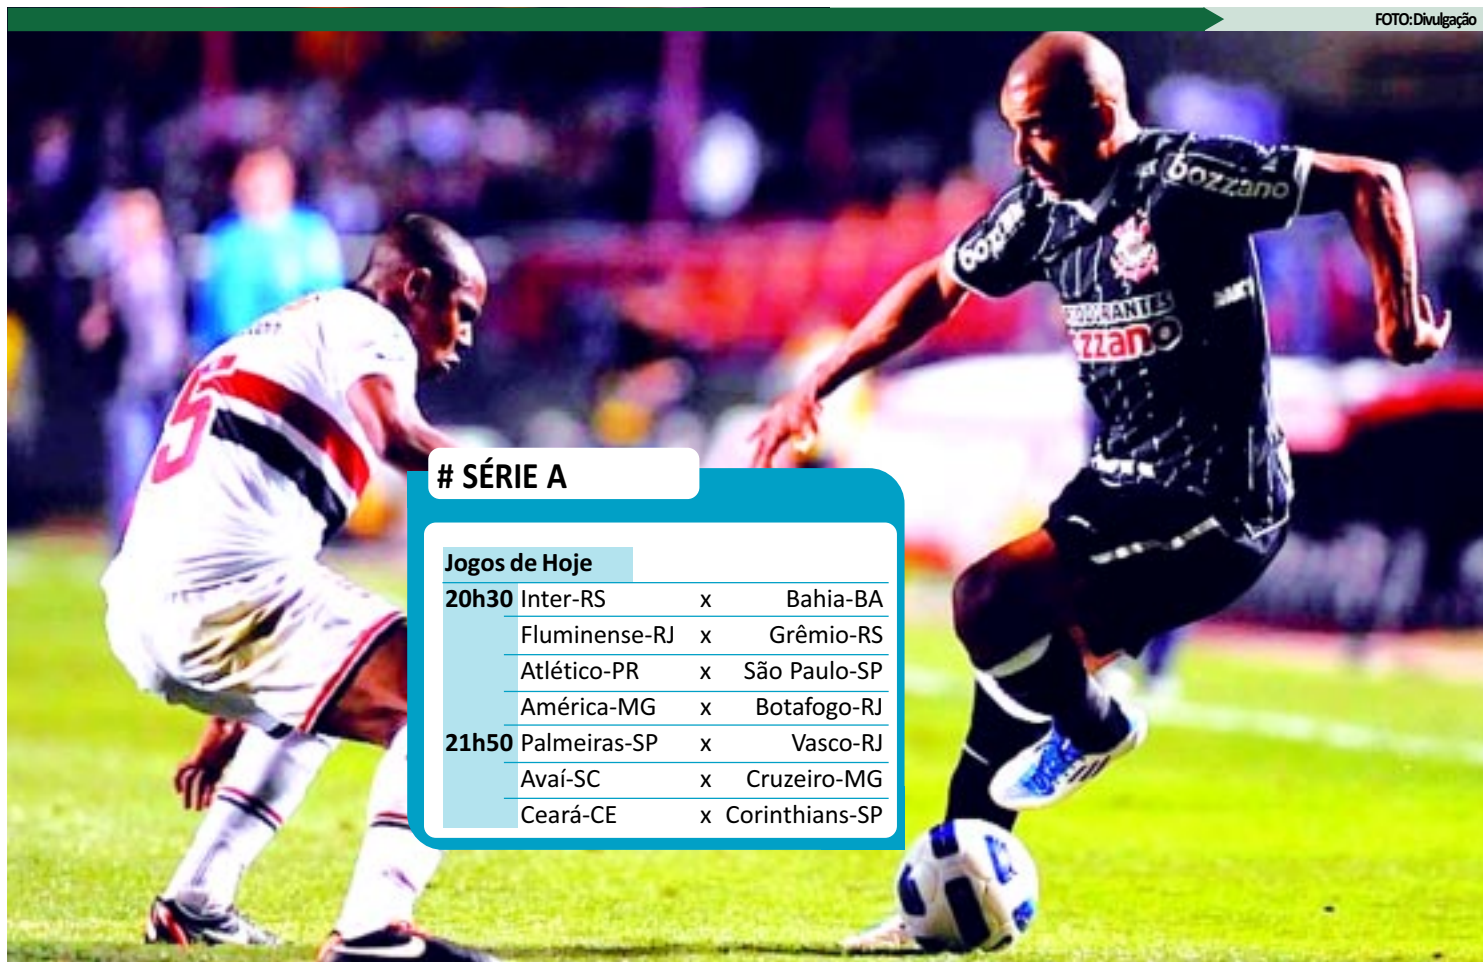 FOTO: Divulgação
bozzano
bozzano
5
# SÉRIE A
Jogos de Hoje
20h30 Inter-RS x Bahia-BA
Fluminense-RJ x Grêmio-RS
Atlético-PR x São Paulo-SP
América-MG x Botafogo-RJ
21h50 Palmeiras-SP x Vasco-RJ
Avaí-SC x Cruzeiro-MG
Ceará-CE x Corinthians-SP